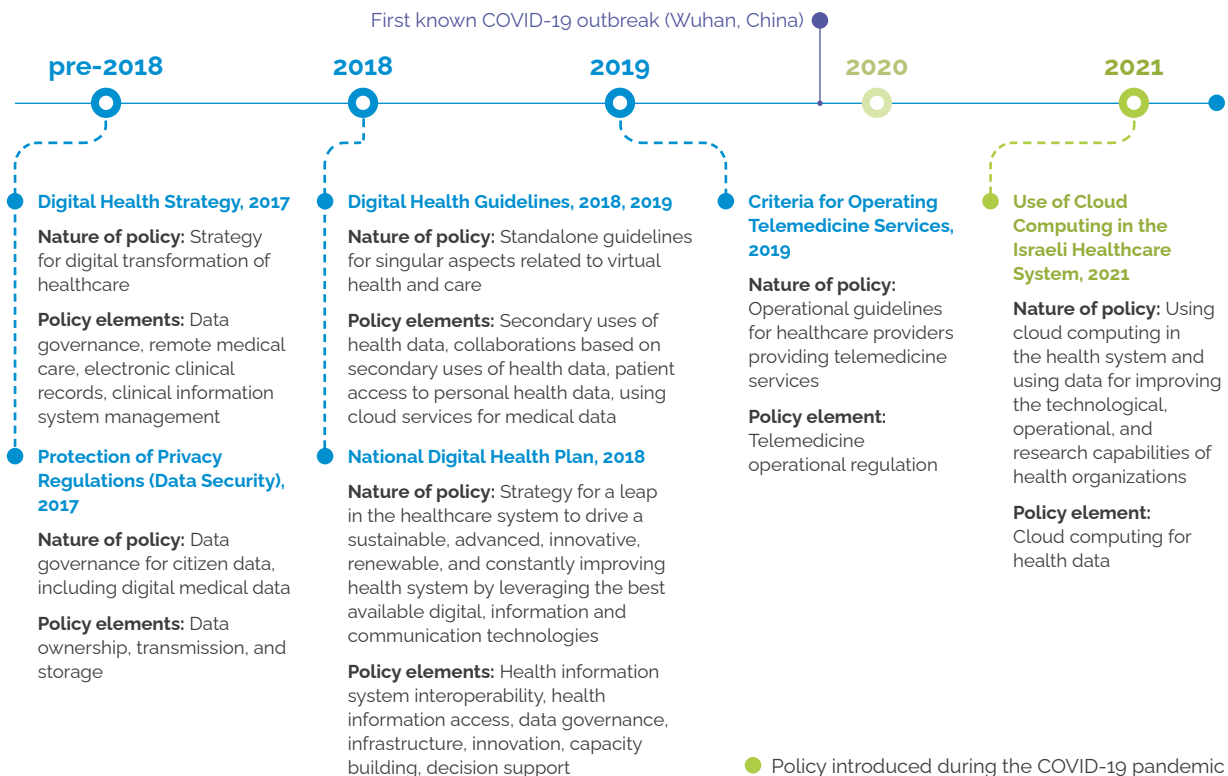 First known COVID-19 outbreak (Wuhan, China)
pre-2018
2018
2019
2020
2021
Digital Health Strategy, 2017
Nature of policy: Strategy
for digital transformation of
healthcare
Policy elements: Data
governance, remote medical
care, electronic clinical
records, clinical information
system management
Protection of Privacy
Regulations (Data Security),
2017
Nature of policy: Data
governance for citizen data,
including digital medical data
Policy elements: Data
ownership, transmission, and
storage
Digital Health Guidelines, 2018, 2019
Nature of policy: Standalone guidelines
for singular aspects related to virtual
health and care
Policy elements: Secondary uses of
health data, collaborations based on
secondary uses of health data, patient
access to personal health data, using
cloud services for medical data
National Digital Health Plan, 2018
Nature of policy: Strategy for a leap
in the healthcare system to drive a
sustainable, advanced, innovative,
renewable, and constantly improving
health system by leveraging the best
available digital, information and
communication technologies
Policy elements: Health information
system interoperability, health
information access, data governance,
infrastructure, innovation, capacity
building, decision support
Criteria for Operating
Telemedicine Services,
2019
Nature of policy:
Operational guidelines
for healthcare providers
providing telemedicine
services
Policy element:
Telemedicine
operational regulation
Use of Cloud
Computing in the
Israeli Healthcare
System, 2021
Nature of policy: Using
cloud computing in
the health system and
using data for improving
the technological,
operational, and
research capabilities of
health organizations
Policy element:
Cloud computing for
health data
Policy introduced during the COVID-19 pandemic